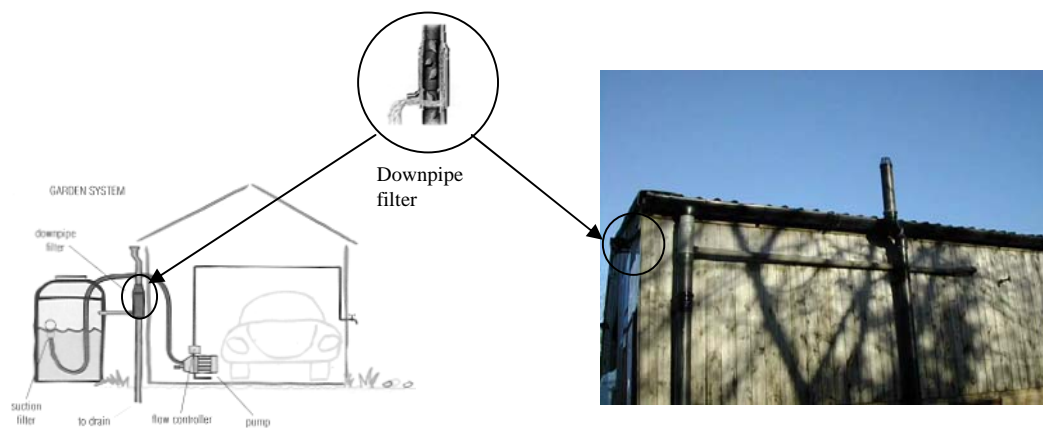 Downpipe
filter
GARDEN SYSTEM
downpipe
filter
suction
filter
to drain
flow controller
pump